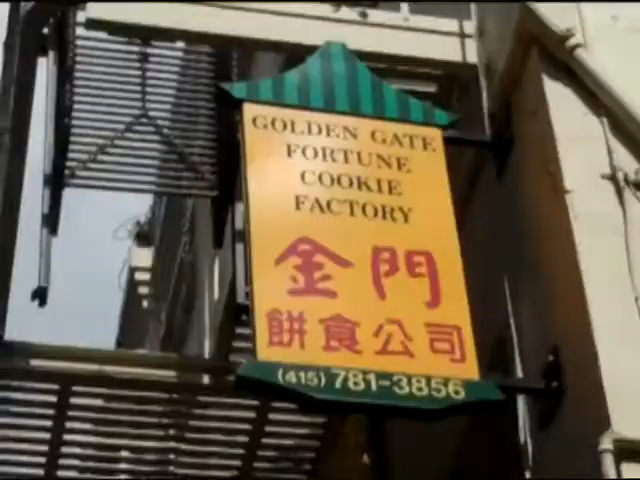 GOLDEN GATE
FORTUNE
COOKIE
FACTORY
金門
餅食公司
(415) 781-3856